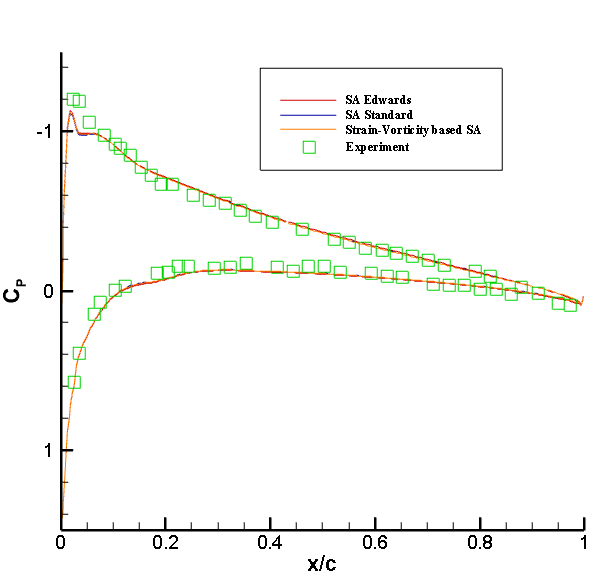 SA Edwards
SA Standard
Strain-Vorticity based SA
Experiment
-1
0
1
CP
0
0.2
0.4
0.6
0.8
1
x/c